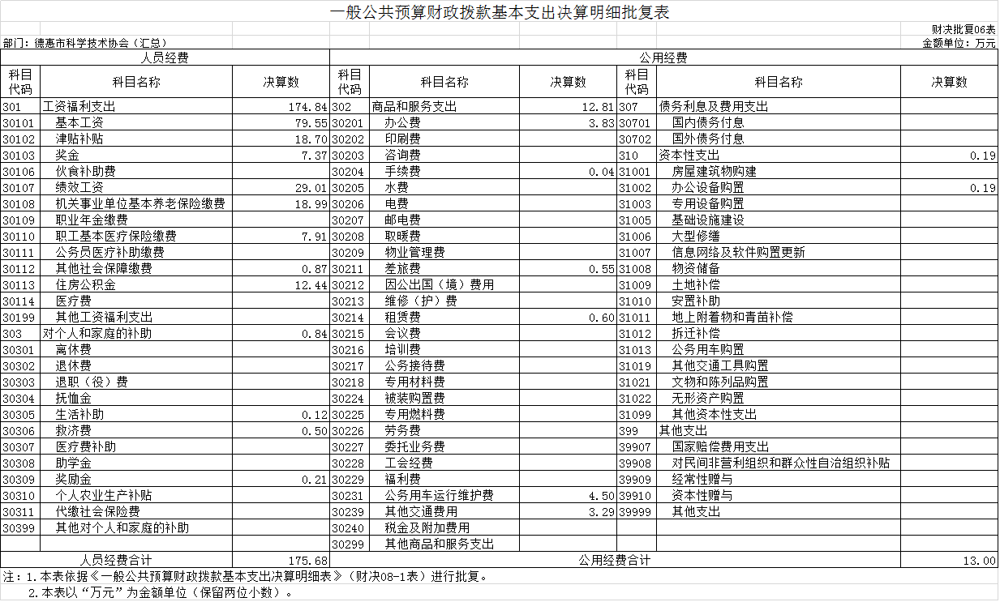 一般公共预算财政拨款基本支出决算明细批复表
财决批复06表
部门：德惠市科学技术协会（汇总） 金额单位：万元
人员经费 公用经费
科目代码 科目名称 决算数 科目代码 科目名称 决算数 科目代码 科目名称 决算数
301 工资福利支出 174.84 302 商品和服务支出 12.81 307 债务利息及费用支出
30101 基本工资 79.55 30201 办公费 3.83 30701 国内债务付息
30102 津贴补贴 18.70 30202 印刷费 30702 国外债务付息
30103 奖金 7.37 30203 咨询费 310 资本性支出 0.19
30106 伙食补助费 30204 手续费 0.04 31001 房屋建筑物购建
30107 绩效工资 29.01 30205 水费 31002 办公设备购置 0.19
30108 机关事业单位基本养老保险缴费 18.99 30206 电费 31003 专用设备购置
30109 职业年金缴费 30207 邮电费 31005 基础设施建设
30110 职工基本医疗保险缴费 7.91 30208 取暖费 31006 大型修缮
30111 公务员医疗补助缴费 30209 物业管理费 31007 信息网络及软件购置更新
30112 其他社会保障缴费 0.87 30211 差旅费 0.55 31008 物资储备
30113 住房公积金 12.44 30212 因公出国（境）费用 31009 土地补偿
30114 医疗费 30213 维修（护）费 31010 安置补助
30199 其他工资福利支出 30214 租赁费 0.60 31011 地上附着物和青苗补偿
303 对个人和家庭的补助 0.84 30215 会议费 31012 拆迁补偿
30301 离休费 30216 培训费 31013 公务用车购置
30302 退休费 30217 公务接待费 31019 其他交通工具购置
30303 退职（役）费 30218 专用材料费 31021 文物和陈列品购置
30304 抚恤金 30224 被装购置费 31022 无形资产购置
30305 生活补助 0.12 30225 专用燃料费 31099 其他资本性支出
30306 救济费 0.50 30226 劳务费 399 其他支出
30307 医疗费补助 30227 委托业务费 39907 国家赔偿费用支出
30308 助学金 30228 工会经费 39908 对民间非营利组织和群众性自治组织补贴
30309 奖励金 0.21 30229 福利费 39909 经常性赠与
30310 个人农业生产补贴 30231 公务用车运行维护费 4.50 39910 资本性赠与
30311 代缴社会保险费 30239 其他交通费用 3.29 39999 其他支出
30399 其他对个人和家庭的补助 30240 税金及附加费用
30299 其他商品和服务支出
人员经费合计 175.68 公用经费合计 13.00
注：1.本表依据《一般公共预算财政拨款基本支出决算明细表》（财决08-1表）进行批复。
2.本表以“万元”为金额单位（保留两位小数）。